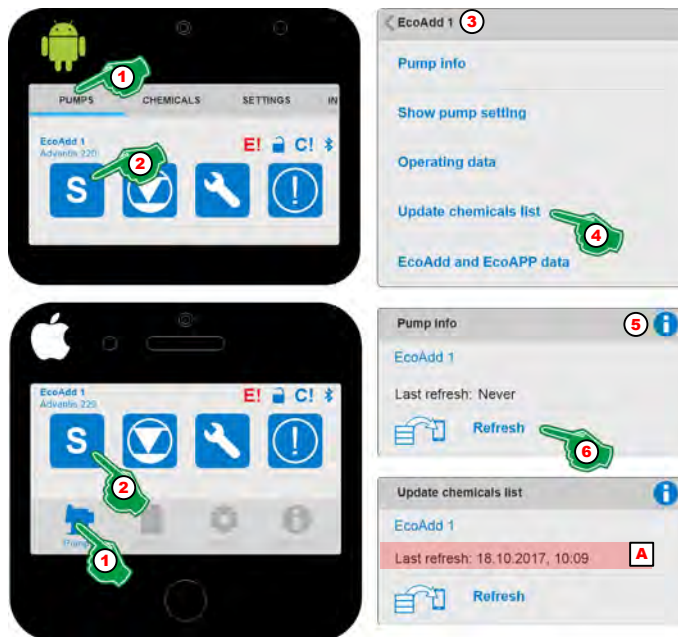 1
PUMPS CHEMICALS SETTINGS IN
EcoAdd 1
Advantis 220
E! C!
2
S
EcoAdd 1 3
Pump info
Show pump setting
Operating data
Update chemicals list
4
EcoAdd and EcoAPP data
EcoAdd 1
Advantis 220
E! C!
S
2
Pump
1
Pump info 5
EcoAdd 1
Last refresh: Never
Refresh
6
Update chemicals list
EcoAdd 1
Last refresh: 18.10.2017, 10:09 A
Refresh